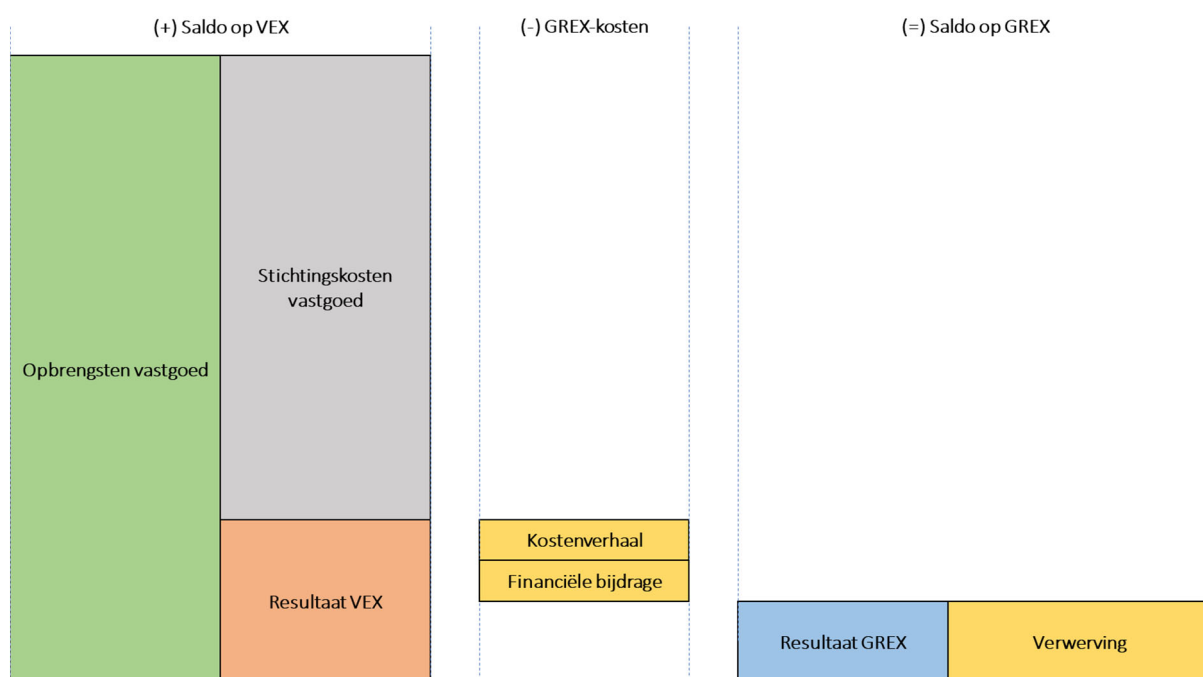 (+) Saldo op VEX
(-) GREX-kosten
(=) Saldo op GREX
Opbrengsten vastgoed
Stichtingskosten
vastgoed
Resultaat VEX
Kostenverhaal
Financiële bijdrage
Resultaat GREX
Verwerving